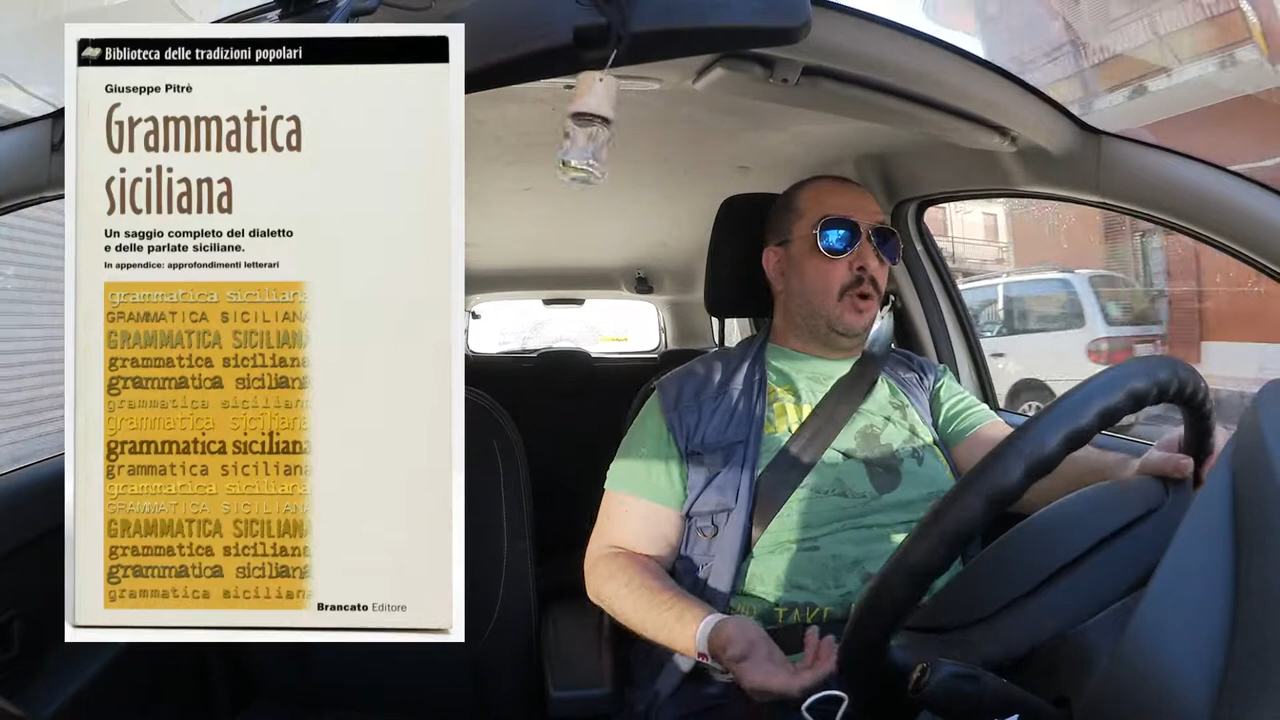 Biblioteca delle tradizioni popolari
Giuseppe Pitrè
Grammatica
siciliana
Un saggio completo del dialetto
e delle parlate siciliane.
In appendice: approfondimenti letterari
grammatica siciliana
GRAMMATICA SICILIANA
GRAMMATICA SICILIANA
grammatica siciliana
grammatica siciliana
grammatica siciliana
grammatica siciliana
grammatica siciliana
grammatica siciliana
grammatica siciliana
GRAMMATICA SICILIANA
GRAMMATICA SICILIANA
grammatica siciliana
grammatica siciliana
grammatica siciliana
Brancato Editore
TAKE